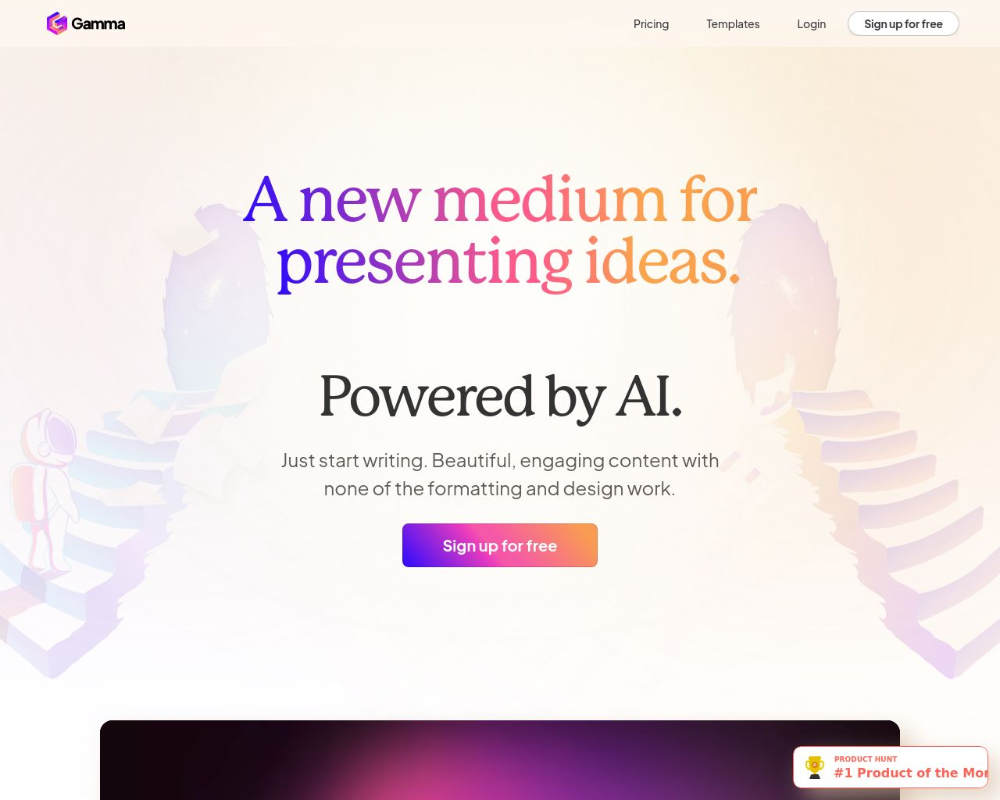 Gamma
Pricing
Templates
Login
Sign up for free
A new medium for
presenting ideas.
Powered by AI.
Just start writing. Beautiful, engaging content with
none of the formatting and design work.
Sign up for free
PRODUCT HUNT
#1 Product of the